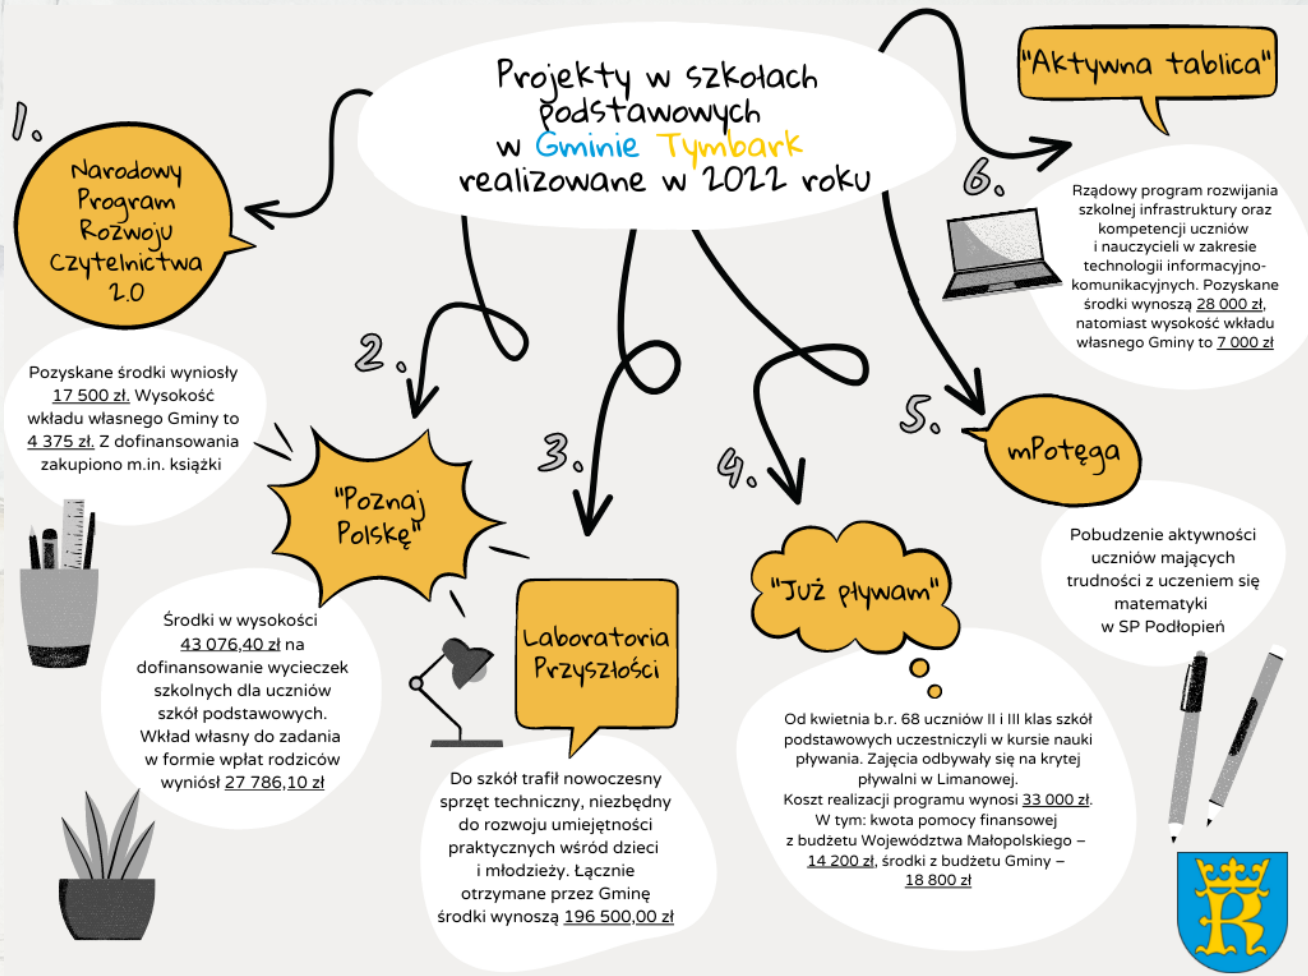 Projekty w szkołach
podstawowych
w Gminie Tymbark
realizowane w 2022 roku
1.
Narodowy
Program
Rozwoju
Czytelnictwa
2.0
Pozyskane środki wyniosły
17 500 zł. Wysokość
wkładu własnego Gminy to
4 375 zł. Z dofinansowania
zakupiono m.in. książki
2.
"Poznaj
Polskę"
Środki w wysokości
43 076,40 zł na
dofinansowanie wycieczek
szkolnych dla uczniów
szkół podstawowych.
Wkład własny do zadania
w formie wpłat rodziców
wyniósł 27 786,10 zł
3.
Laboratoria
Przyszłości
Do szkół trafił nowoczesny
sprzęt techniczny, niezbędny
do rozwoju umiejętności
praktycznych wśród dzieci
i młodzieży. Łącznie
otrzymane przez Gminę
środki wynoszą 196 500,00 zł
4.
"Już pływam"
Od kwietnia b.r. 68 uczniów II i III klas szkół
podstawowych uczestniczyli w kursie nauki
pływania. Zajęcia odbywały się na krytej
pływalni w Limanowej.
Koszt realizacji programu wynosi 33 000 zł.
W tym: kwota pomocy finansowej
z budżetu Województwa Małopolskiego –
14 200 zł, środki z budżetu Gminy –
18 800 zł
5.
mPotęga
Pobudzenie aktywności
uczniów mających
trudności z uczeniem się
matematyki
w SP Podłopień
6.
"Aktywna tablica"
Rządowy program rozwijania
szkolnej infrastruktury oraz
kompetencji uczniów
i nauczycieli w zakresie
technologii informacyjno-
komunikacyjnych. Pozyskane
środki wynoszą 28 000 zł,
natomiast wysokość wkładu
własnego Gminy to 7 000 zł
R